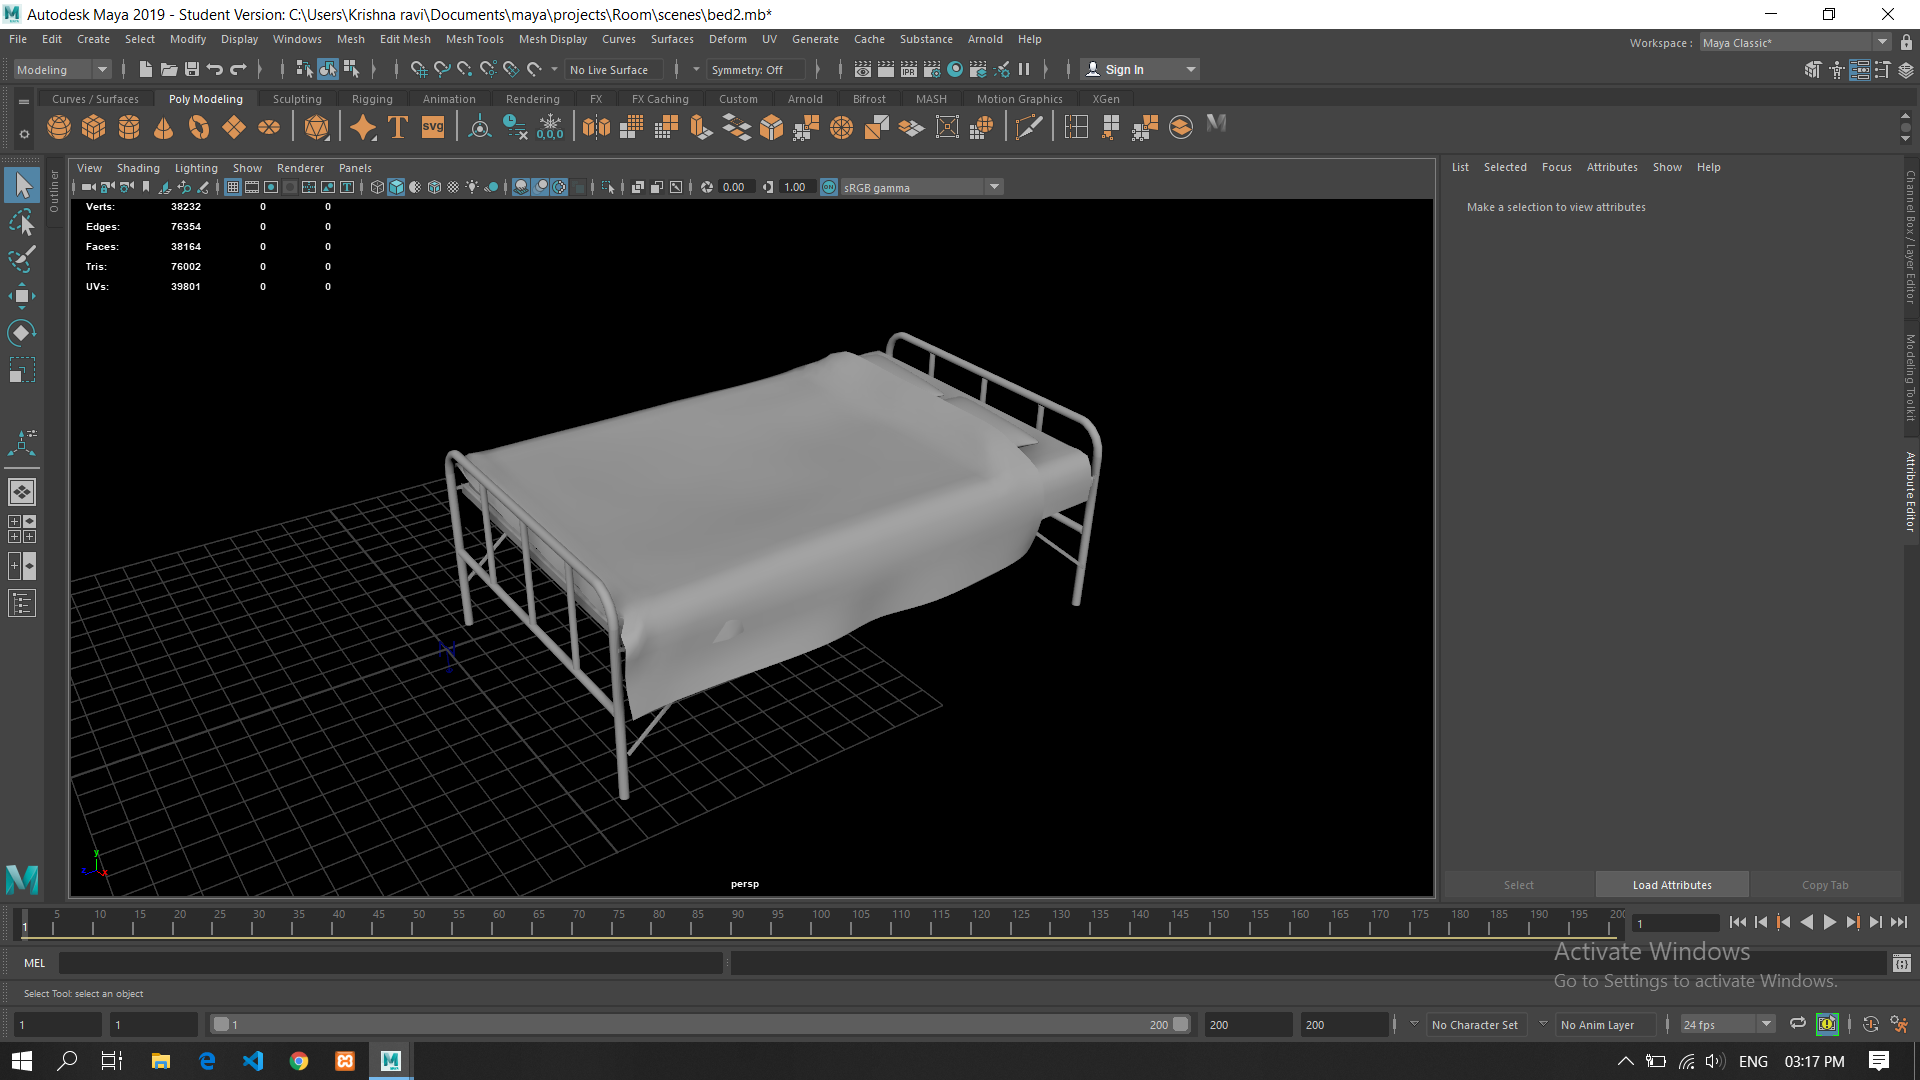 Autodesk Maya 2019 - Student Version: C:\Users\Krishna ravi\Documents\maya\projects\Room\scenes\bed2.mb*
File Edit Create Select Modify Display Windows Mesh Edit Mesh Mesh Tools Mesh Display Curves Surfaces Deform UV Generate Cache Substance Arnold Help
Workspace : Maya Classic*
Modeling No Live Surface Symmetry: Off IPR Sign In
Curves / Surfaces Poly Modeling Sculpting Rigging Animation Rendering FX FX Caching Custom Arnold Bifrost MASH Motion Graphics XGen
T SVG 0,0,0
View Shading Lighting Show Renderer Panels
0.00 1.00 ON sRGB gamma
Outliner
Verts: 38232 0 0
Edges: 76354 0 0
Faces: 38164 0 0
Tris: 76002 0 0
UVs: 39801 0 0
y
z x
persp
List Selected Focus Attributes Show Help
Make a selection to view attributes
Channel Box / Layer Editor
Modeling Toolkit
Attribute Editor
Select Load Attributes Copy Tab
1 5 10 15 20 25 30 35 40 45 50 55 60 65 70 75 80 85 90 95 100 105 110 115 120 125 130 135 140 145 150 155 160 165 170 175 180 185 190 195 200
1
Activate Windows
Go to Settings to activate Windows.
MEL
Select Tool: select an object
1 1 1 200 200 200 No Character Set No Anim Layer 24 fps
ENG 03:17 PM